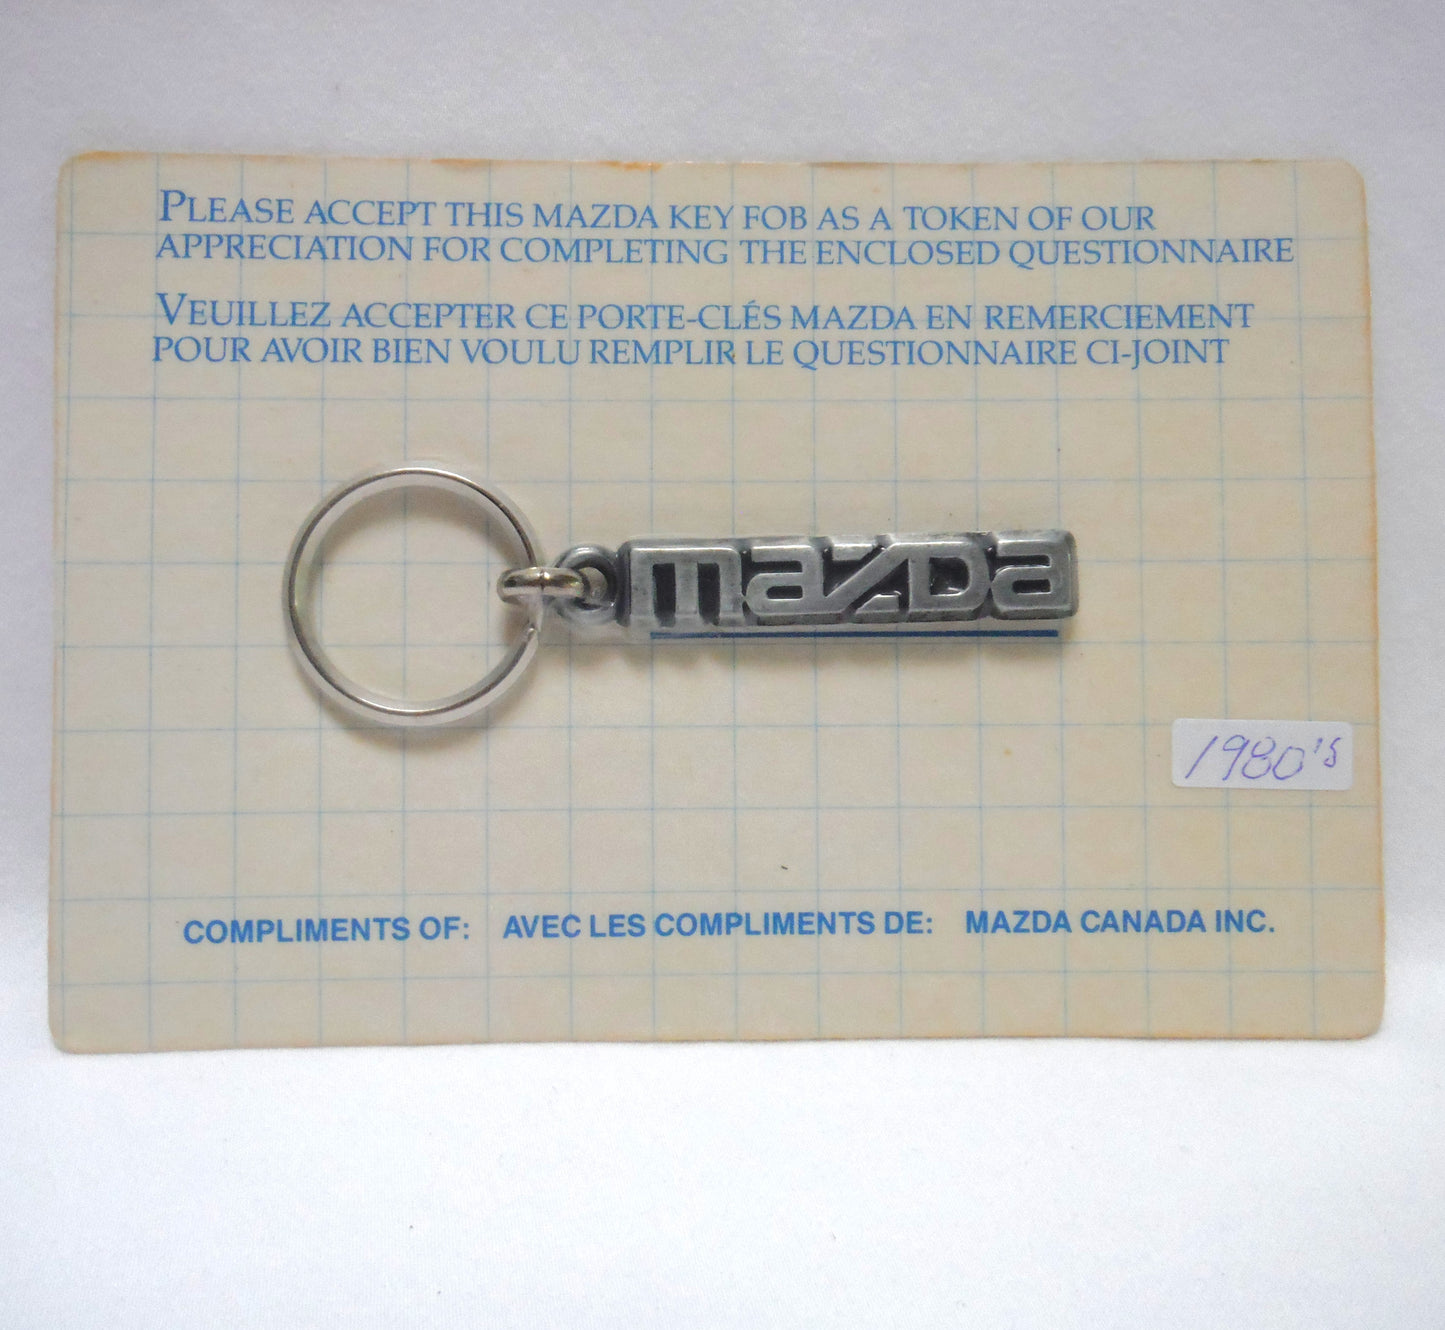 PLEASE ACCEPT THIS MAZDA KEY FOB AS A TOKEN OF OUR
APPRECIATION FOR COMPLETING THE ENCLOSED QUESTIONNAIRE
VEUILLEZ ACCEPTER CE PORTE-CLÉS MAZDA EN REMERCIEMENT
POUR AVOIR BIEN VOULU REMPLIR LE QUESTIONNAIRE CI-JOINT
mazDa
1980's
COMPLIMENTS OF: AVEC LES COMPLIMENTS DE: MAZDA CANADA INC.